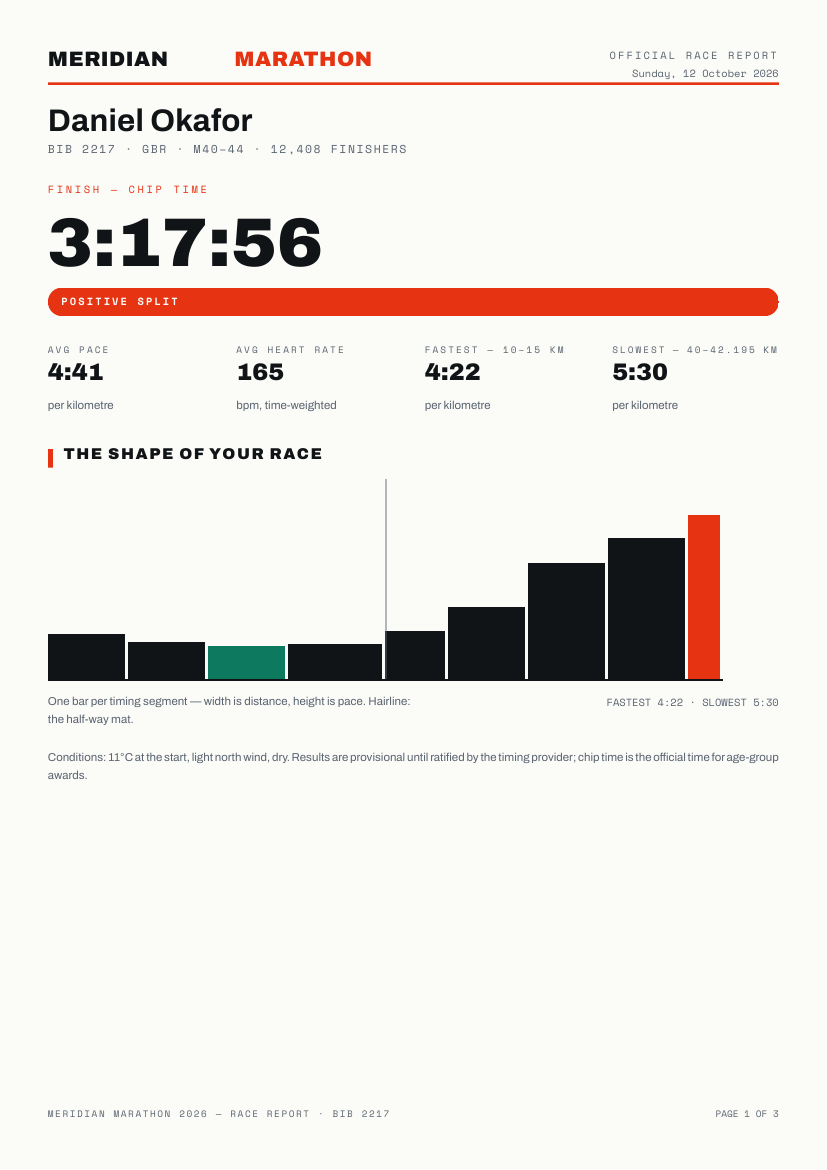 MERIDIAN MARATHON
OFFICIAL RACE REPORT
Sunday, 12 October 2026
Daniel Okafor
BIB 2217 · GBR · M40–44 · 12,408 FINISHERS
FINISH — CHIP TIME
3:17:56
POSITIVE SPLIT
AVG PACE
4:41
per kilometre
AVG HEART RATE
165
bpm, time-weighted
FASTEST — 10–15 KM
4:22
per kilometre
SLOWEST — 40–42.195 KM
5:30
per kilometre
THE SHAPE OF YOUR RACE
One bar per timing segment — width is distance, height is pace. Hairline:
the half-way mat.
FASTEST 4:22 · SLOWEST 5:30
Conditions: 11°C at the start, light north wind, dry. Results are provisional until ratified by the timing provider; chip time is the official time for age-group
awards.
MERIDIAN MARATHON 2026 — RACE REPORT · BIB 2217
PAGE 1 OF 3